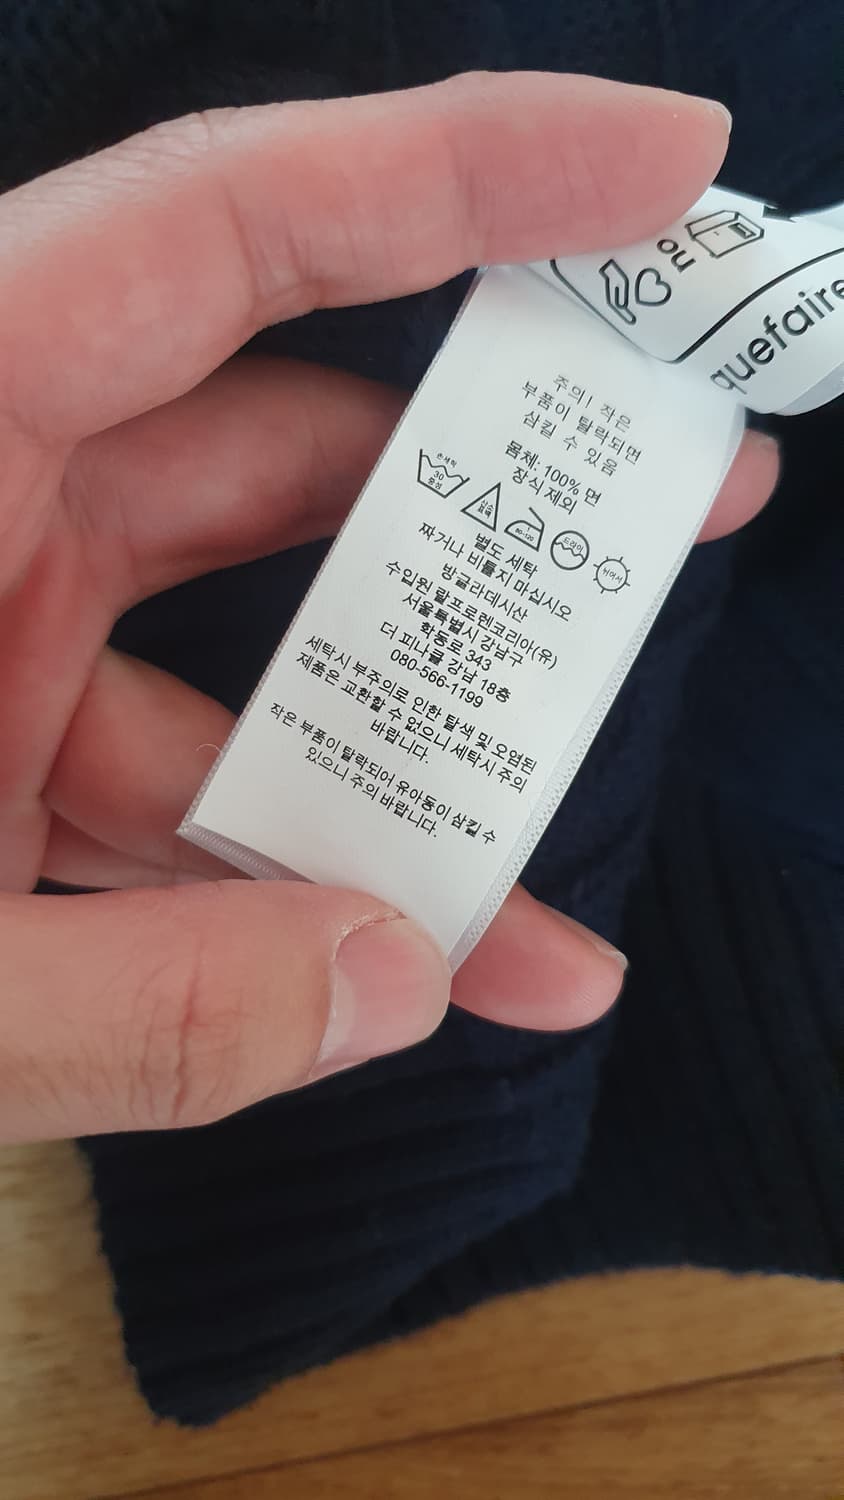 quefaire
주의! 작은
부품이 탈락되면
삼킬 수 있음
몸체: 100% 면
장식 제외
손세탁
30
중성
산소
표백
80-120
드라이
뉘어서
별도 세탁
짜거나 비틀지 마십시오
방글라데시산
수입원 랄프로렌코리아(유)
서울특별시 강남구
학동로 343
더 피나클 강남 18층
080-566-1199
세탁시 부주의로 인한 탈색 및 오염된
제품은 교환할 수 없으니 세탁시 주의
바랍니다.
작은 부품이 탈락되어 유아동이 삼킬 수
있으니 주의 바랍니다.